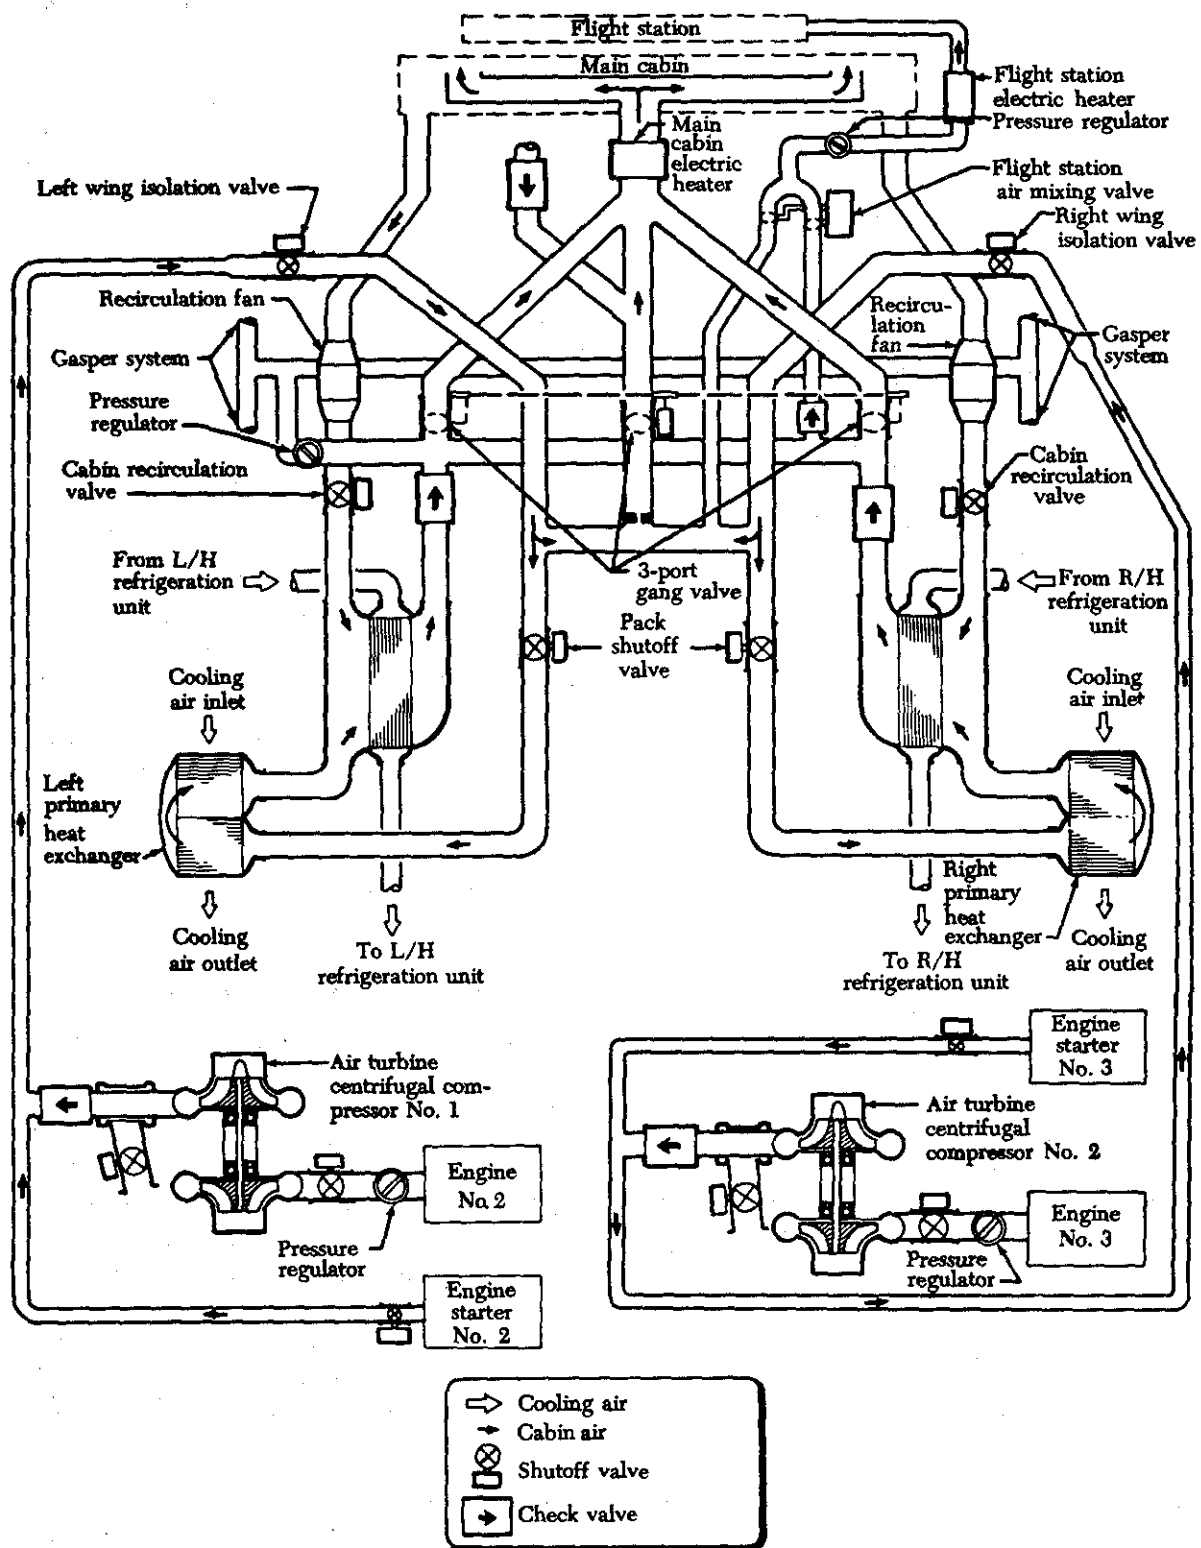 Flight station
Main cabin
Flight station
electric heater
Pressure regulator
Main
cabin
electric
heater
Flight station
air mixing valve
Left wing isolation valve
Right wing
isolation valve
Recirculation fan
Recircu-
lation
fan
Gasper system
Gasper
system
Pressure
regulator
Cabin recirculation
valve
Cabin
recirculation
valve
From L/H
refrigeration
unit
3-port
gang valve
From R/H
refrigeration
unit
Pack
shutoff
valve
Cooling
air inlet
Cooling
air inlet
Left
primary
heat
exchanger
Right
primary
heat
exchanger
Cooling
air outlet
To L/H
refrigeration unit
To R/H
refrigeration unit
Cooling
air outlet
Engine
starter
No. 3
Air turbine
centrifugal com-
pressor No. 1
Air turbine
centrifugal
compressor No. 2
Engine
No. 2
Engine
No. 3
Pressure
regulator
Pressure
regulator
Engine
starter
No. 2
Cooling air
Cabin air
Shutoff valve
Check valve